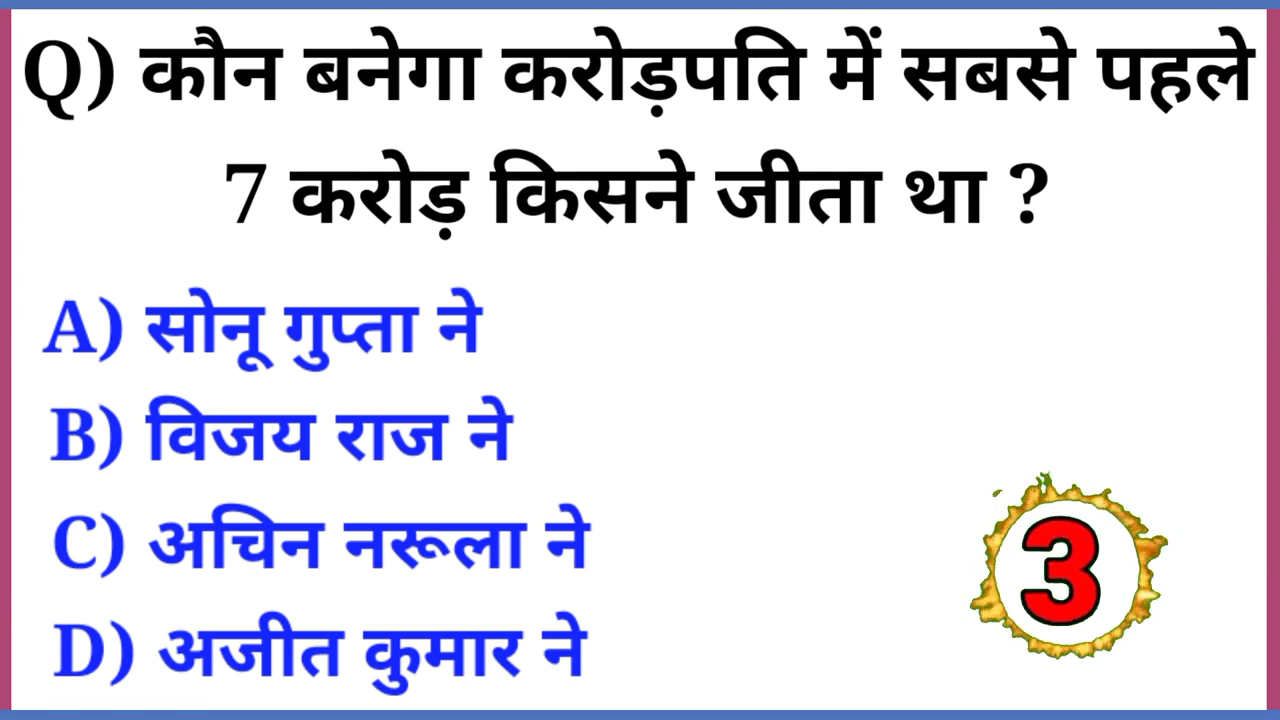 Q) कौन बनेगा करोड़पति में सबसे पहले
7 करोड़ किसने जीता था ?
A) सोनू गुप्ता ने
B) विजय राज ने
C) अचिन नरूला ने
D) अजीत कुमार ने
3